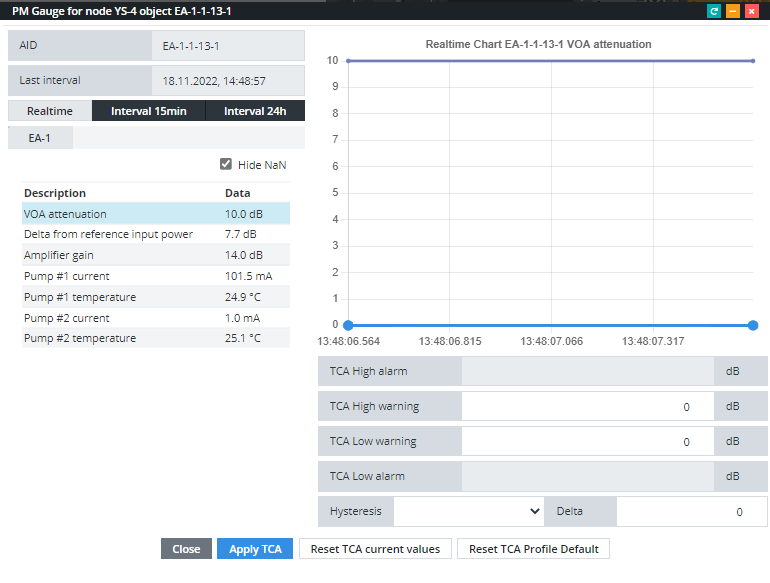 PM Gauge for node YS-4 object EA-1-1-13-1
AID EA-1-1-13-1
Last interval 18.11.2022, 14:48:57
Realtime Interval 15min Interval 24h
EA-1
Hide NaN
Description Data
VOA attenuation 10.0 dB
Delta from reference input power 7.7 dB
Amplifier gain 14.0 dB
Pump #1 current 101.5 mA
Pump #1 temperature 24.9 °C
Pump #2 current 1.0 mA
Pump #2 temperature 25.1 °C
Realtime Chart EA-1-1-13-1 VOA attenuation
10
9
8
7
6
5
4
3
2
1
0
13:48:06.564 13:48:06.815 13:48:07.066 13:48:07.317
TCA High alarm dB
TCA High warning 0 dB
TCA Low warning 0 dB
TCA Low alarm dB
Hysteresis Delta 0
Close Apply TCA Reset TCA current values Reset TCA Profile Default